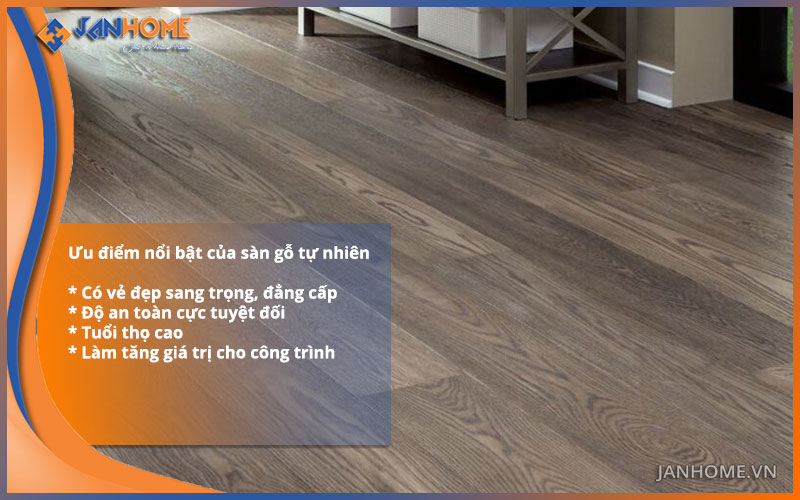 JANHOME
Ưu điểm nổi bật của sàn gỗ tự nhiên
* Có vẻ đẹp sang trọng, đẳng cấp
* Độ an toàn cực tuyệt đối
* Tuổi thọ cao
* Làm tăng giá trị cho công trình
JANHOME.VN